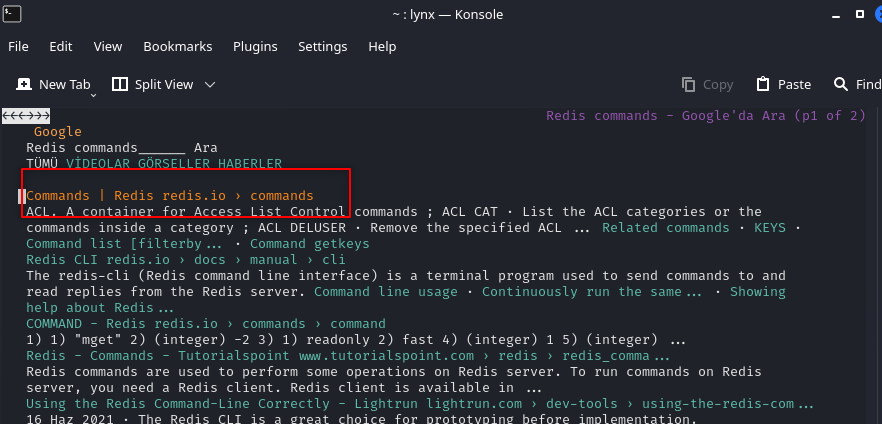 ~ : lynx — Konsole
File Edit View Bookmarks Plugins Settings Help
New Tab Split View Copy Paste Find
<<<>>> Redis commands - Google'da Ara (p1 of 2)
Google
Redis commands______ Ara
TÜMÜ VİDEOLAR GÖRSELLER HABERLER
Commands | Redis redis.io › commands
ACL. A container for Access List Control commands ; ACL CAT · List the ACL categories or the
commands inside a category ; ACL DELUSER · Remove the specified ACL ... Related commands · KEYS ·
Command list [filterby... · Command getkeys
Redis CLI redis.io › docs › manual › cli
The redis-cli (Redis command line interface) is a terminal program used to send commands to and
read replies from the Redis server. Command line usage · Continuously run the same... · Showing
help about Redis...
COMMAND - Redis redis.io › commands › command
1) 1) "mget" 2) (integer) -2 3) 1) readonly 2) fast 4) (integer) 1 5) (integer) ...
Redis - Commands - Tutorialspoint www.tutorialspoint.com › redis › redis_comma...
Redis commands are used to perform some operations on Redis server. To run commands on Redis
server, you need a Redis client. Redis client is available in ...
Using the Redis Command-Line Correctly - Lightrun lightrun.com › dev-tools › using-the-redis-com...
16 Haz 2021 · The Redis CLI is a great choice for prototyping before implementation.